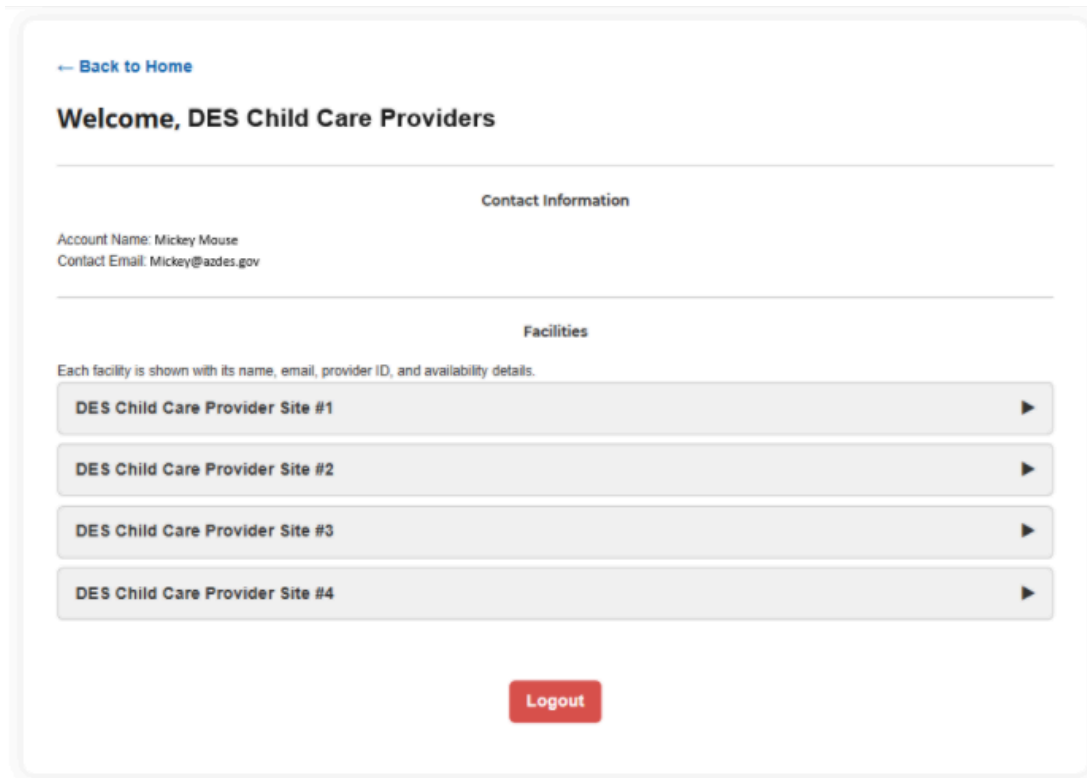 ← Back to Home
Welcome, DES Child Care Providers
Contact Information
Account Name: Mickey Mouse
Contact Email: Mickey@azdes.gov
Facilities
Each facility is shown with its name, email, provider ID, and availability details.
DES Child Care Provider Site #1
DES Child Care Provider Site #2
DES Child Care Provider Site #3
DES Child Care Provider Site #4
Logout